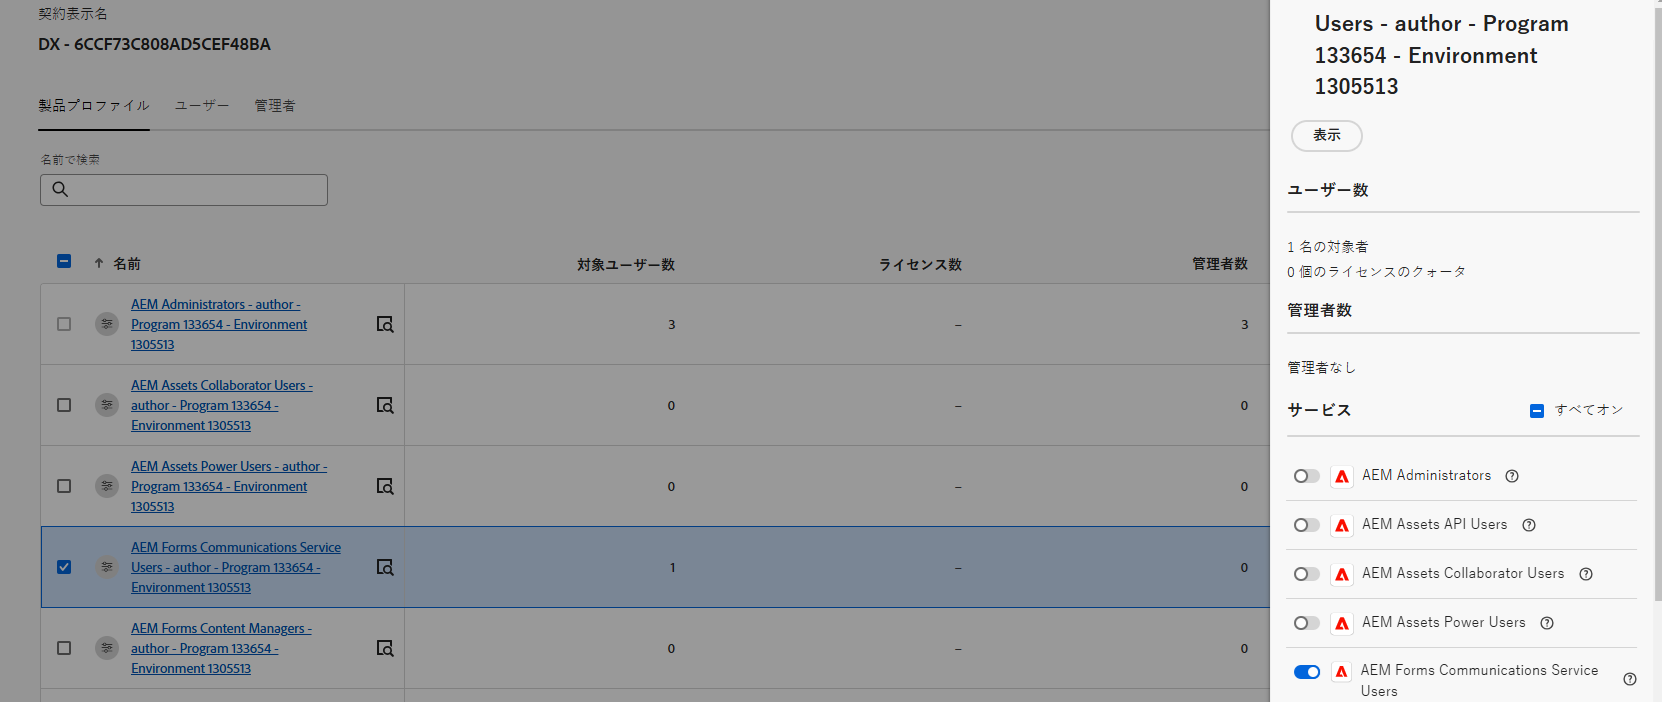 契約表示名
DX - 6CCF73C808AD5CEF48BA
製品プロファイル ユーザー 管理者
名前で検索
名前 対象ユーザー数 ライセンス数 管理者数
AEM Administrators - author -
Program 133654 - Environment
1305513
3 – 3
AEM Assets Collaborator Users -
author - Program 133654 -
Environment 1305513
0 – 0
AEM Assets Power Users - author -
Program 133654 - Environment
1305513
0 – 0
AEM Forms Communications Service
Users - author - Program 133654 -
Environment 1305513
1 – 0
AEM Forms Content Managers -
author - Program 133654 -
Environment 1305513
0 – 0
Users - author - Program
133654 - Environment
1305513
表示
ユーザー数
1 名の対象者
0 個のライセンスのクォータ
管理者数
管理者なし
サービス すべてオン
AEM Administrators
AEM Assets API Users
AEM Assets Collaborator Users
AEM Assets Power Users
AEM Forms Communications Service
Users